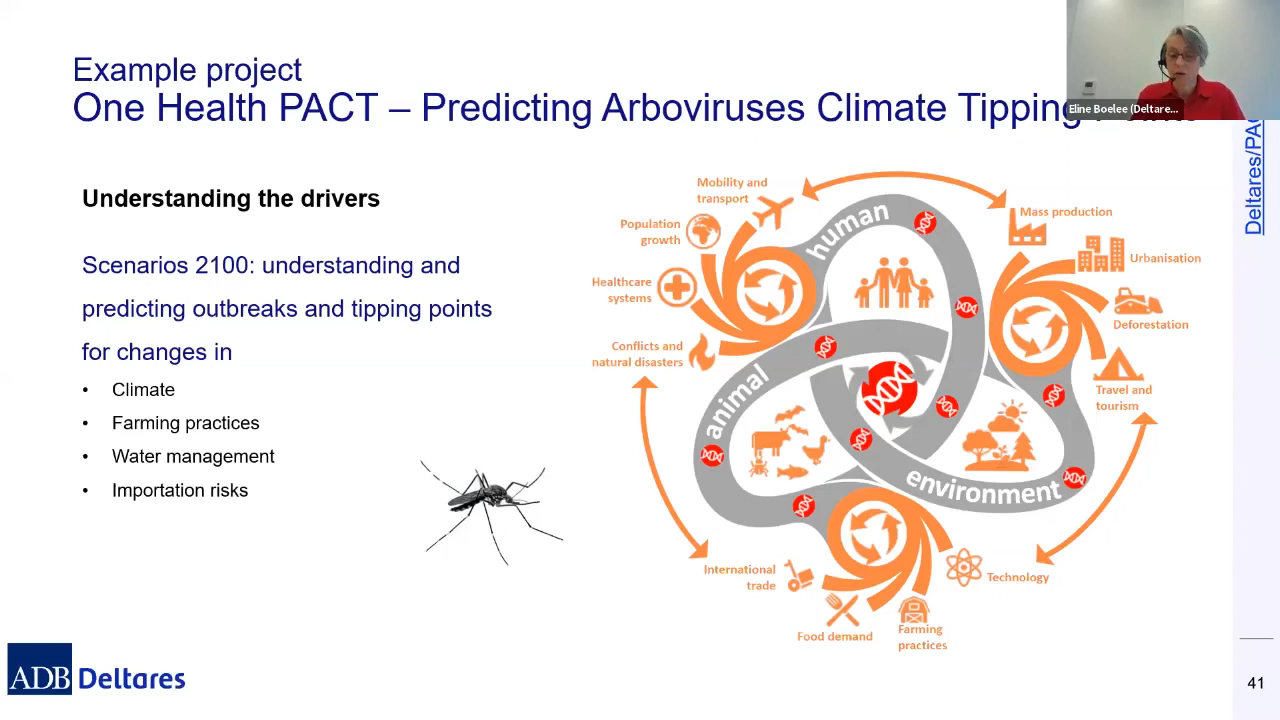 Example project
One Health PACT – Predicting Arboviruses Climate Tipping
Eline Boelee (Deltare...
Deltares/PA
Understanding the drivers
Scenarios 2100: understanding and
predicting outbreaks and tipping points
for changes in
• Climate
• Farming practices
• Water management
• Importation risks
Mobility and
transport
Population
growth
Healthcare
systems
Conflicts and
natural disasters
human
animal
environment
Mass production
Urbanisation
Deforestation
Travel and
tourism
International
trade
Food demand
Farming
practices
Technology
ADB Deltares
41